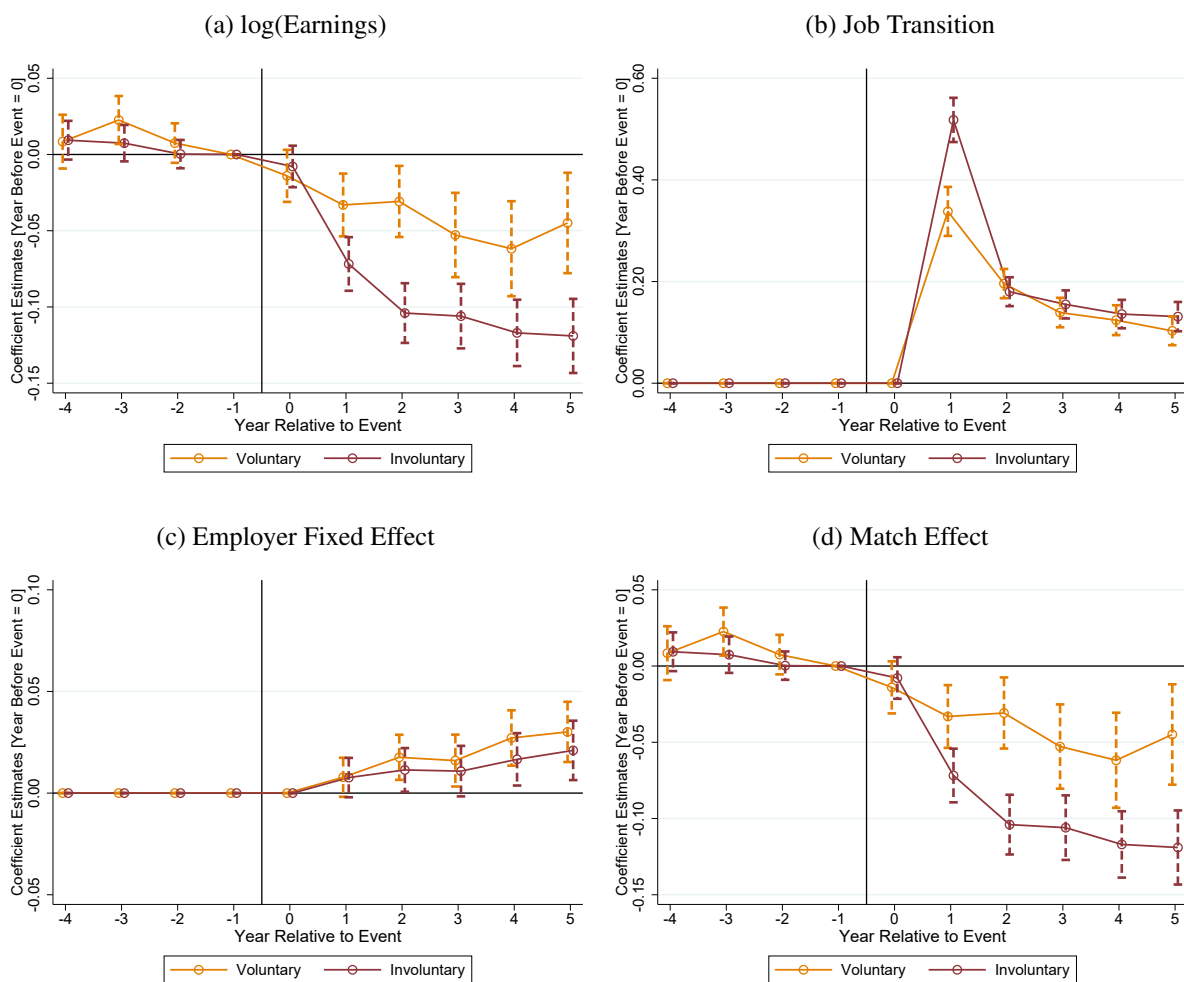 (a) log(Earnings)
Coefficient Estimates [Year Before Event = 0]
0.05
0.00
-0.05
-0.10
-0.15
-4 -3 -2 -1 0 1 2 3 4 5
Year Relative to Event
Voluntary Involuntary
(b) Job Transition
Coefficient Estimates [Year Before Event = 0]
0.60
0.40
0.20
0.00
-4 -3 -2 -1 0 1 2 3 4 5
Year Relative to Event
Voluntary Involuntary
(c) Employer Fixed Effect
Coefficient Estimates [Year Before Event = 0]
0.10
0.05
0.00
-0.05
-4 -3 -2 -1 0 1 2 3 4 5
Year Relative to Event
Voluntary Involuntary
(d) Match Effect
Coefficient Estimates [Year Before Event = 0]
0.05
0.00
-0.05
-0.10
-0.15
-4 -3 -2 -1 0 1 2 3 4 5
Year Relative to Event
Voluntary Involuntary